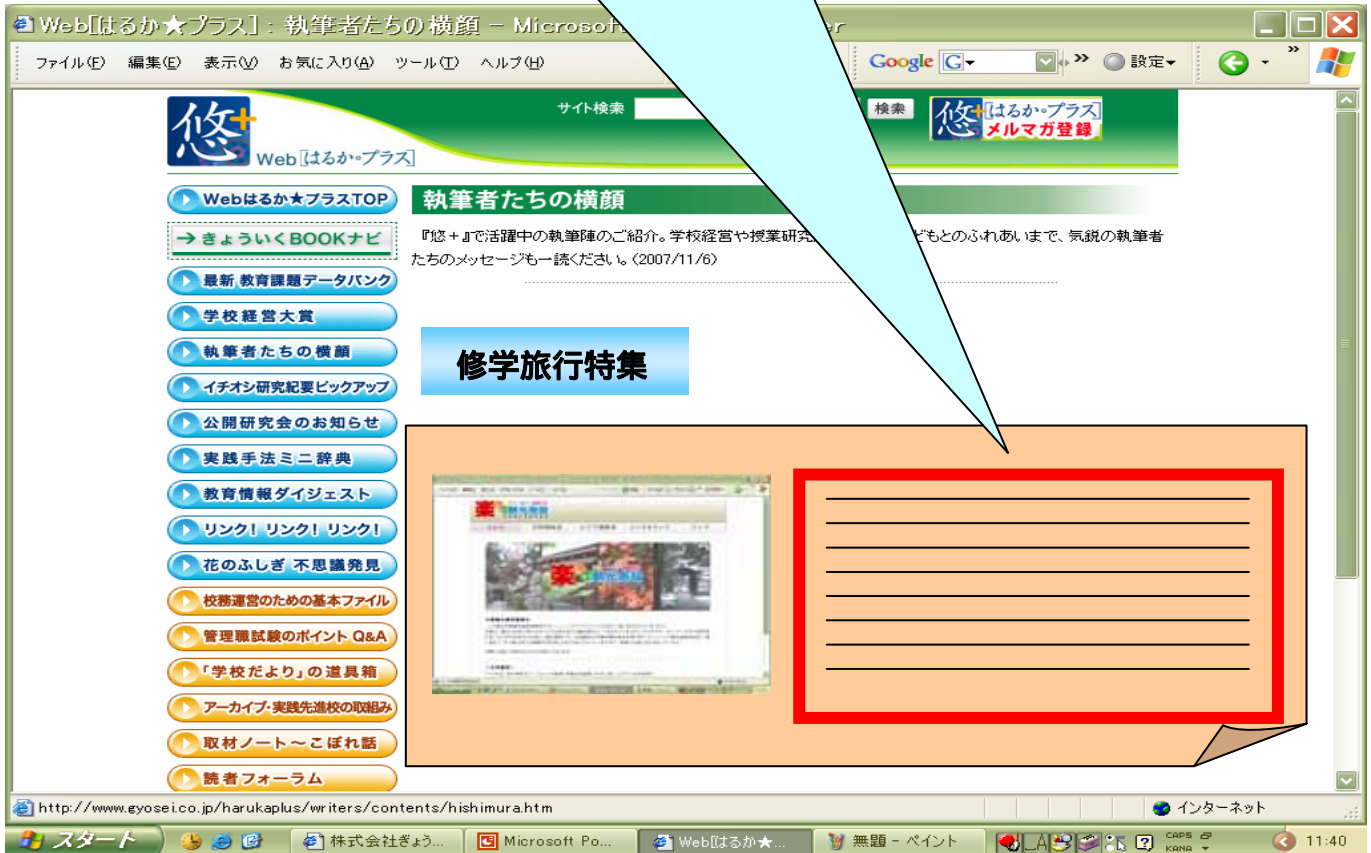 Web[はるか★プラス]：執筆者たちの横顔 － Microsoft
ファイル(F) 編集(E) 表示(V) お気に入り(A) ツール(T) ヘルプ(H)
Google G 設定
サイト検索 検索
悠+ Web[はるか・プラス]
悠+ [はるか・プラス] メルマガ登録
WebはるかプラスTOP
きょういくBOOKナビ
最新 教育課題データバンク
学校経営大賞
執筆者たちの横顔
イチオシ研究紀要ピックアップ
公開研究会のお知らせ
実践手法ミニ辞典
教育情報ダイジェスト
リンク! リンク! リンク!
花のふしぎ 不思議発見
校務運営のための基本ファイル
管理職試験のポイント Q&A
「学校だより」の道具箱
アーカイブ・実践先進校の取組み
取材ノート～こぼれ話
読者フォーラム
執筆者たちの横顔
『悠+』で活躍中の執筆陣のご紹介。学校経営や授業研究 どもとのふれあいまで、気鋭の執筆者
たちのメッセージも一読ください。(2007/11/6)
修学旅行特集
楽
http://www.gyosei.co.jp/harukaplus/writers/contents/hishimura.htm
インターネット
スタート 株式会社ぎょう... Microsoft Po... Web[はるか★... 無題 - ペイント A CAPS KANA 11:40